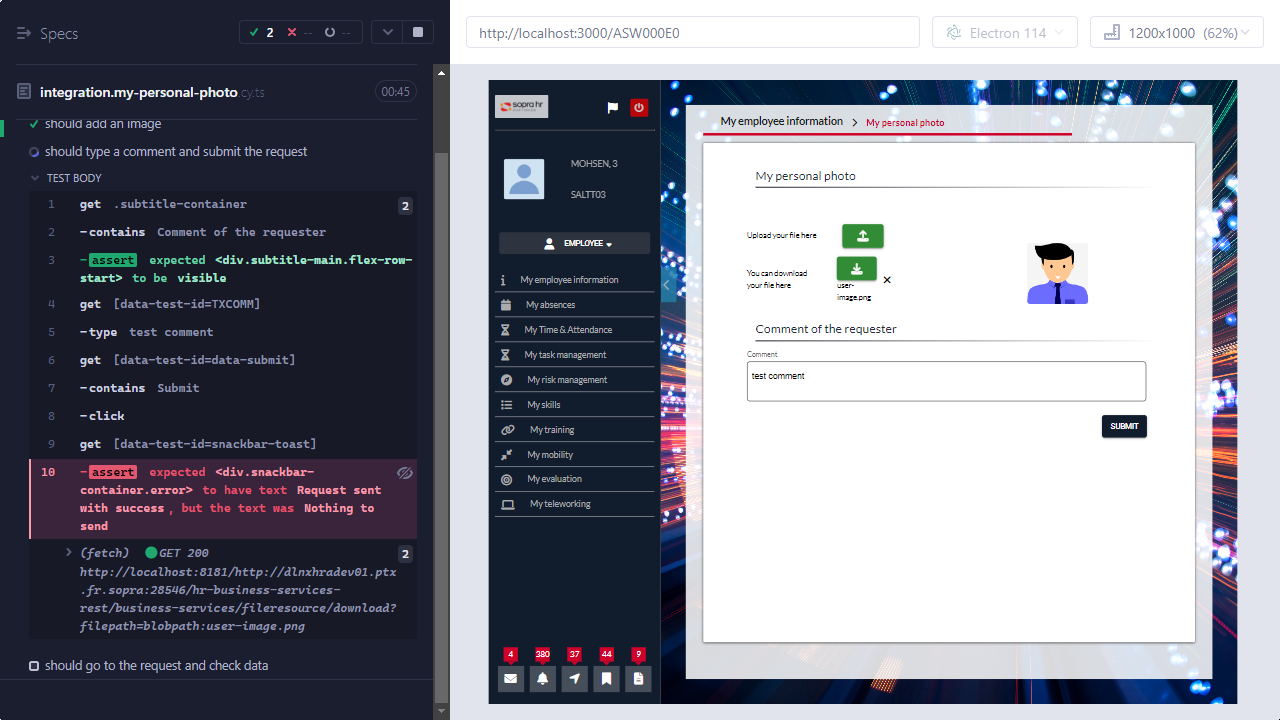 Specs
2
--
--
integration.my-personal-photo.cy.ts
00:45
should add an image
should type a comment and submit the request
TEST BODY
1 get .subtitle-container 2
2 -contains Comment of the requester
3 -assert expected <div.subtitle-main.flex-row-
start> to be visible
4 get [data-test-id=TXCOMM]
5 -type test comment
6 get [data-test-id=data-submit]
7 -contains Submit
8 -click
9 get [data-test-id=snackbar-toast]
10 -assert expected <div.snackbar-
container.error> to have text Request sent
with success, but the text was Nothing to
send
(fetch) GET 200 2
http://localhost:8181/http://dlnxhradev01.ptx
.fr.sopra:28546/hr-business-services-
rest/business-services/fileresource/download?
filepath=blobpath:user-image.png
should go to the request and check data
http://localhost:3000/ASW000E0
Electron 114
1200x1000 (62%)
sopra hr
MOHSEN, 3
SALTT03
EMPLOYEE
My employee information
My absences
My Time & Attendance
My task management
My risk management
My skills
My training
My mobility
My evaluation
My teleworking
4
380
37
44
9
My employee information > My personal photo
My personal photo
Upload your file here
You can download
your file here
user-
image.png
×
Comment of the requester
Comment
test comment
SUBMIT